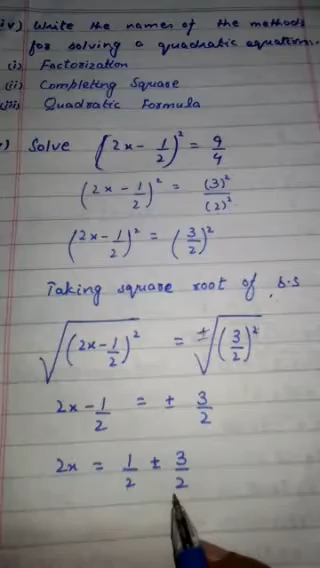 iv) Write the names of the methods
for solving a quadratic equation.
(i) Factorization
(ii) Completing Square
(iii) Quadratic Formula
) Solve (2x - 1/2)² = 9/4
(2x - 1/2)² = (3)²/(2)²
(2x - 1/2)² = (3/2)²
Taking square root of b.s
√(2x - 1/2)² = ±√(3/2)²
2x - 1/2 = ± 3/2
2x = 1/2 ± 3/2